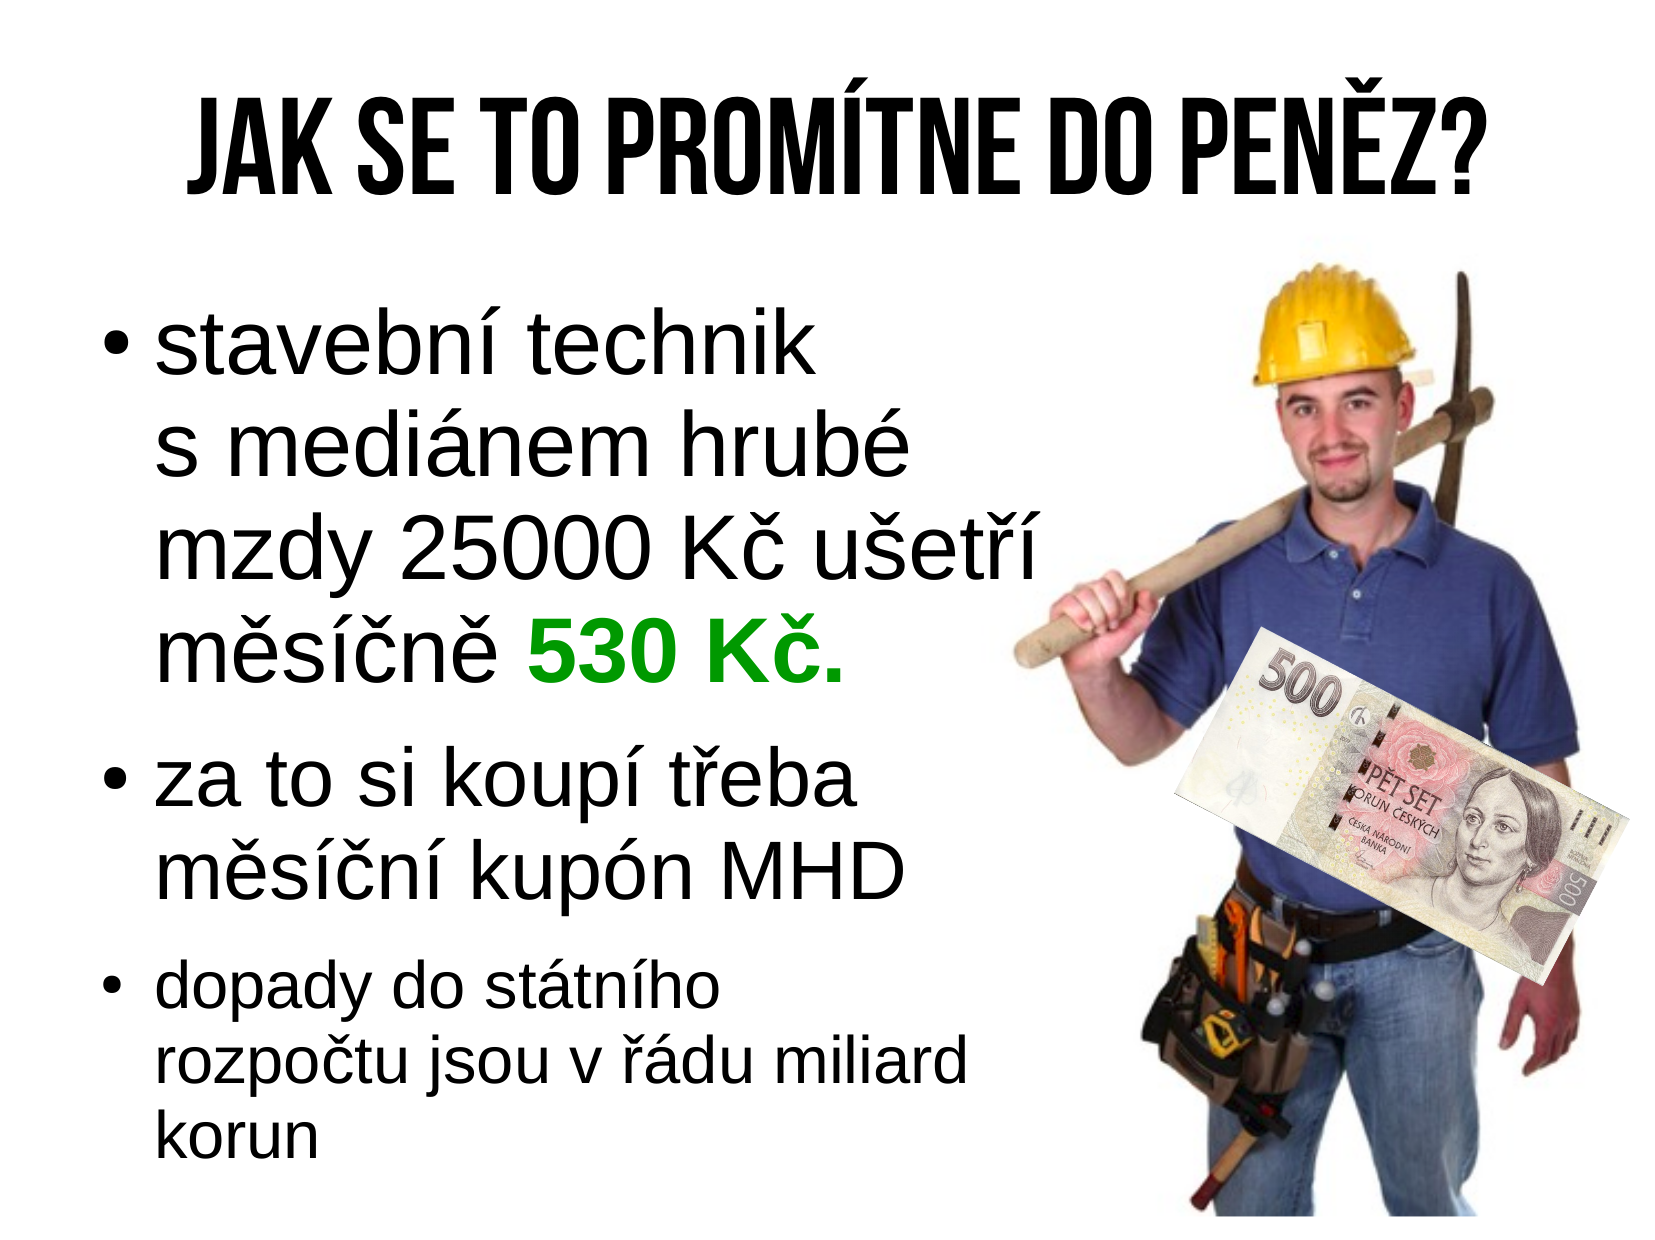 JAK SE TO PROMÍTNE DO PENĚZ?
• stavební technik
s mediánem hrubé
mzdy 25000 Kč ušetří
měsíčně 530 Kč.
• za to si koupí třeba
měsíční kupón MHD
• dopady do státního
rozpočtu jsou v řádu miliard
korun
500
PĚT SET
KORUN ČESKÝCH
ČESKÁ NÁRODNÍ
BANKA
500